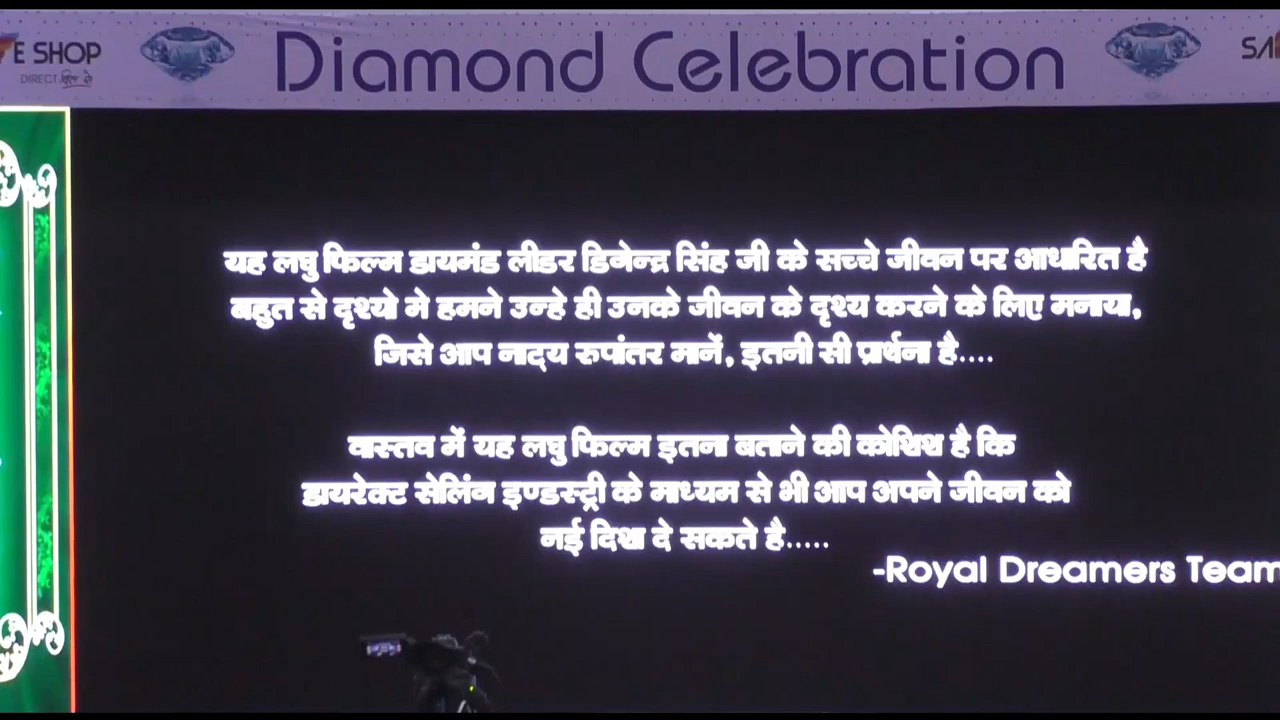 E SHOP
DIRECT दिल से
Diamond Celebration
SA
यह लघु फिल्म डायमंड लीडर डिवेन्द्र सिंह जी के सच्चे जीवन पर आधारित है
बहुत से दृश्यो मे हमने उन्हे ही उनके जीवन के दृश्य करने के लिए मनाया,
जिसे आप नाट्य रुपांतर मानें, इतनी सी प्रार्थना है....
वास्तव में यह लघु फिल्म इतना बताने की कोशिश है कि
डायरेक्ट सेलिंग इण्डस्ट्री के माध्यम से भी आप अपने जीवन को
नई दिशा दे सकते है.....
-Royal Dreamers Team